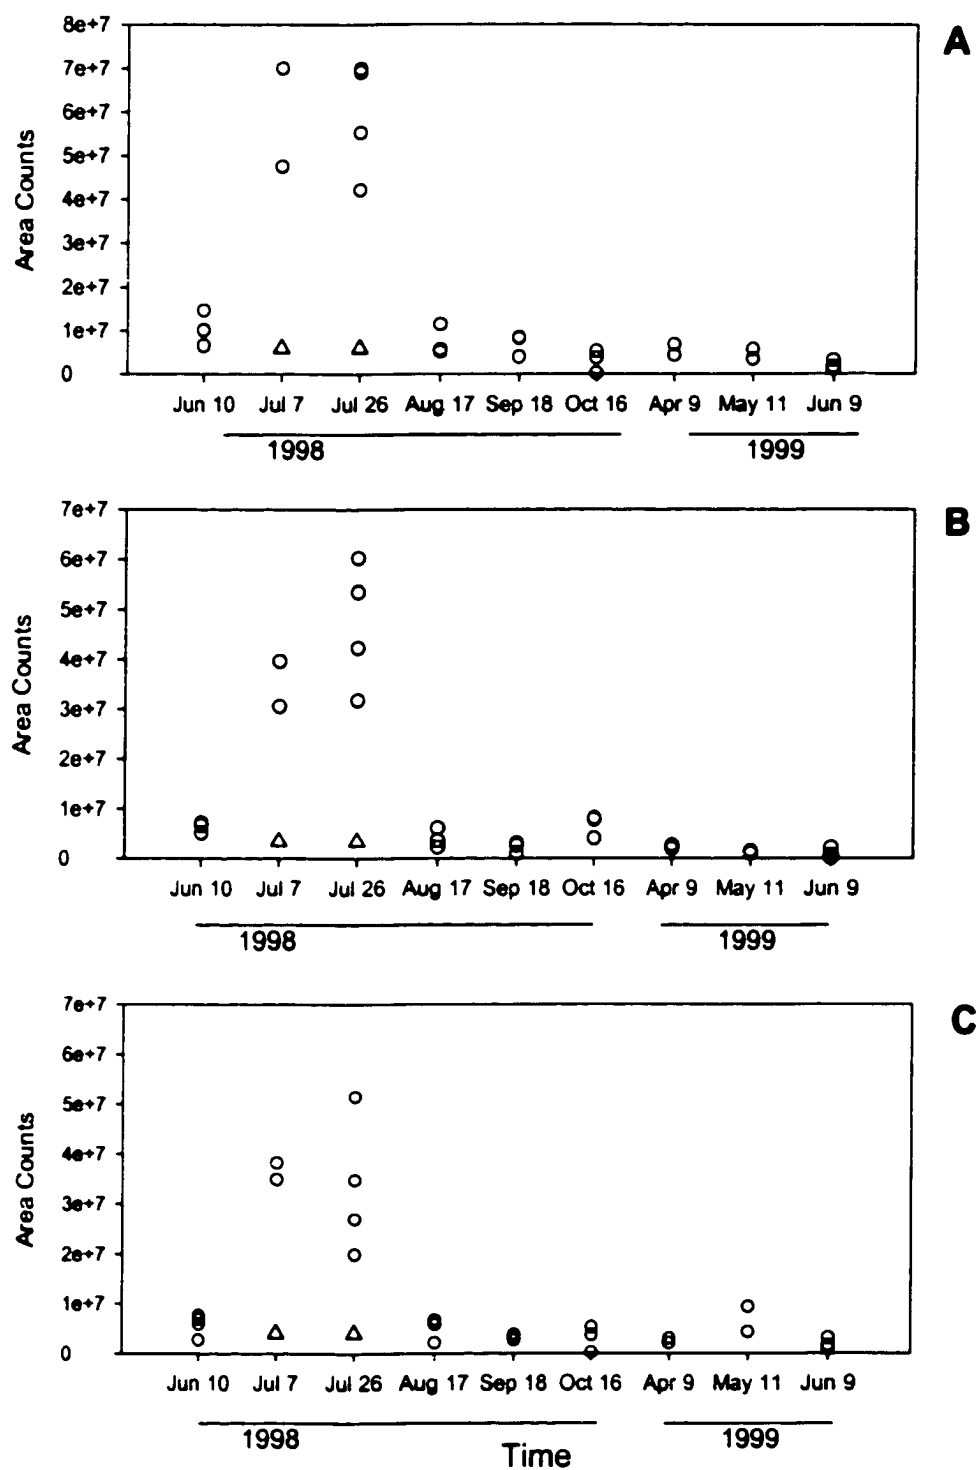 A
8e+7
7e+7
6e+7
5e+7
4e+7
3e+7
2e+7
1e+7
0
Area Counts
Jun 10 Jul 7 Jul 26 Aug 17 Sep 18 Oct 16 Apr 9 May 11 Jun 9
1998 1999
B
7e+7
6e+7
5e+7
4e+7
3e+7
2e+7
1e+7
0
Area Counts
Jun 10 Jul 7 Jul 26 Aug 17 Sep 18 Oct 16 Apr 9 May 11 Jun 9
1998 1999
C
7e+7
6e+7
5e+7
4e+7
3e+7
2e+7
1e+7
0
Area Counts
Jun 10 Jul 7 Jul 26 Aug 17 Sep 18 Oct 16 Apr 9 May 11 Jun 9
1998 1999
Time